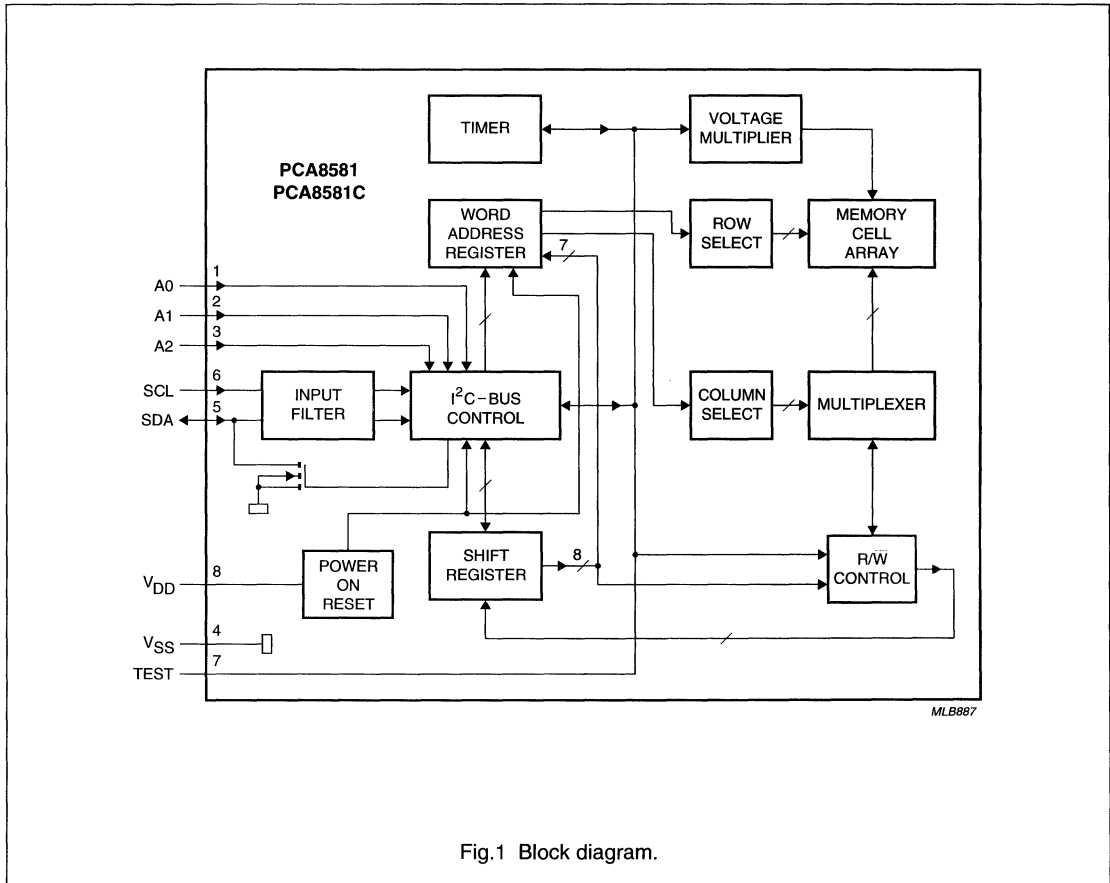 TIMER
VOLTAGE
MULTIPLIER
PCA8581
PCA8581C
WORD
ADDRESS
REGISTER
7
ROW
SELECT
MEMORY
CELL
ARRAY
A0
1
A1
2
A2
3
SCL
6
SDA
5
INPUT
FILTER
I²C-BUS
CONTROL
COLUMN
SELECT
MULTIPLEXER
VDD
8
POWER
ON
RESET
SHIFT
REGISTER
8
R/W̅
CONTROL
VSS
4
TEST
7
MLB887
Fig.1 Block diagram.